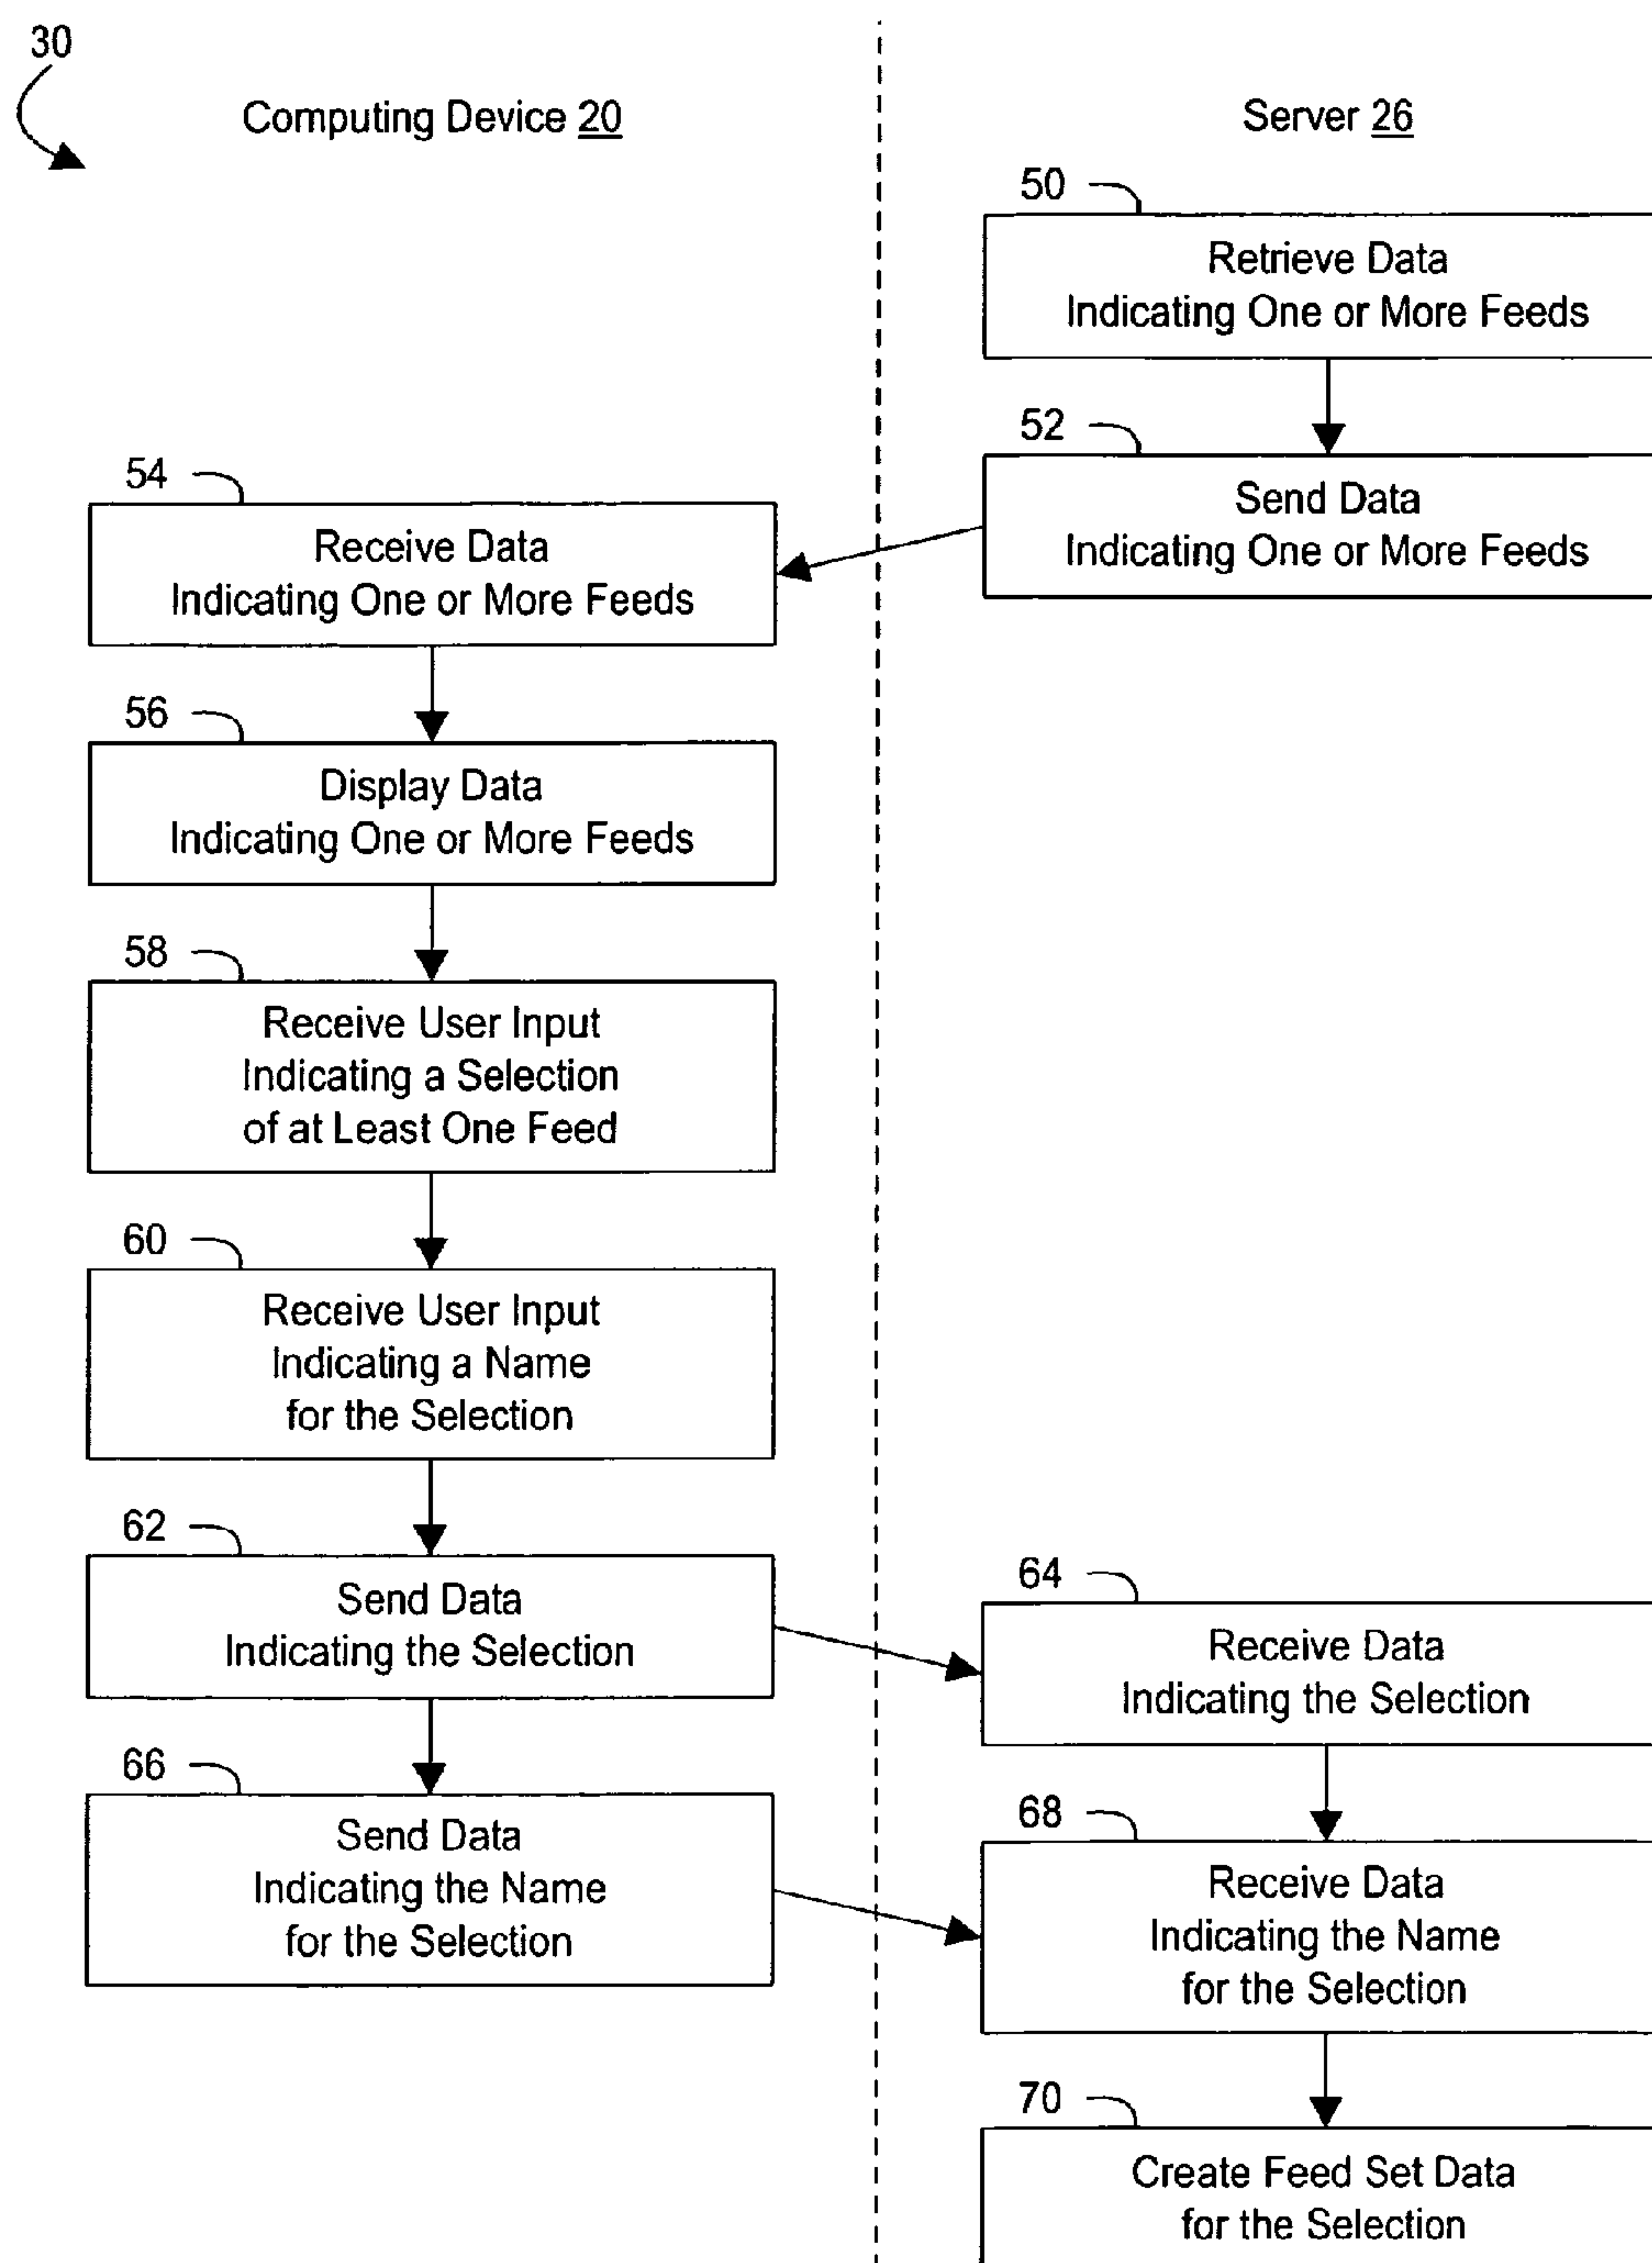 30
Computing Device 20
Server 26
50
Retrieve Data
Indicating One or More Feeds
52
Send Data
Indicating One or More Feeds
54
Receive Data
Indicating One or More Feeds
56
Display Data
Indicating One or More Feeds
58
Receive User Input
Indicating a Selection
of at Least One Feed
60
Receive User Input
Indicating a Name
for the Selection
62
Send Data
Indicating the Selection
64
Receive Data
Indicating the Selection
66
Send Data
Indicating the Name
for the Selection
68
Receive Data
Indicating the Name
for the Selection
70
Create Feed Set Data
for the Selection